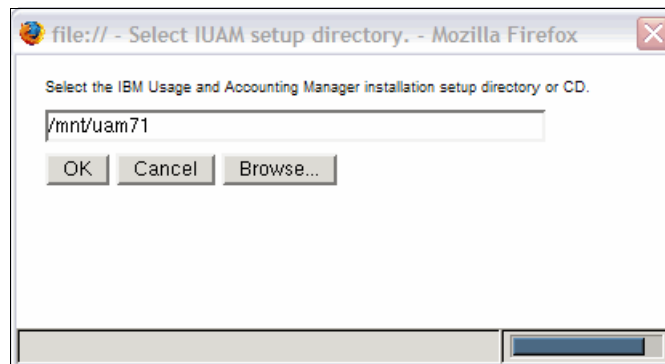 file:// - Select IUAM setup directory. - Mozilla Firefox
Select the IBM Usage and Accounting Manager installation setup directory or CD.
/mnt/uam71
OK Cancel Browse...